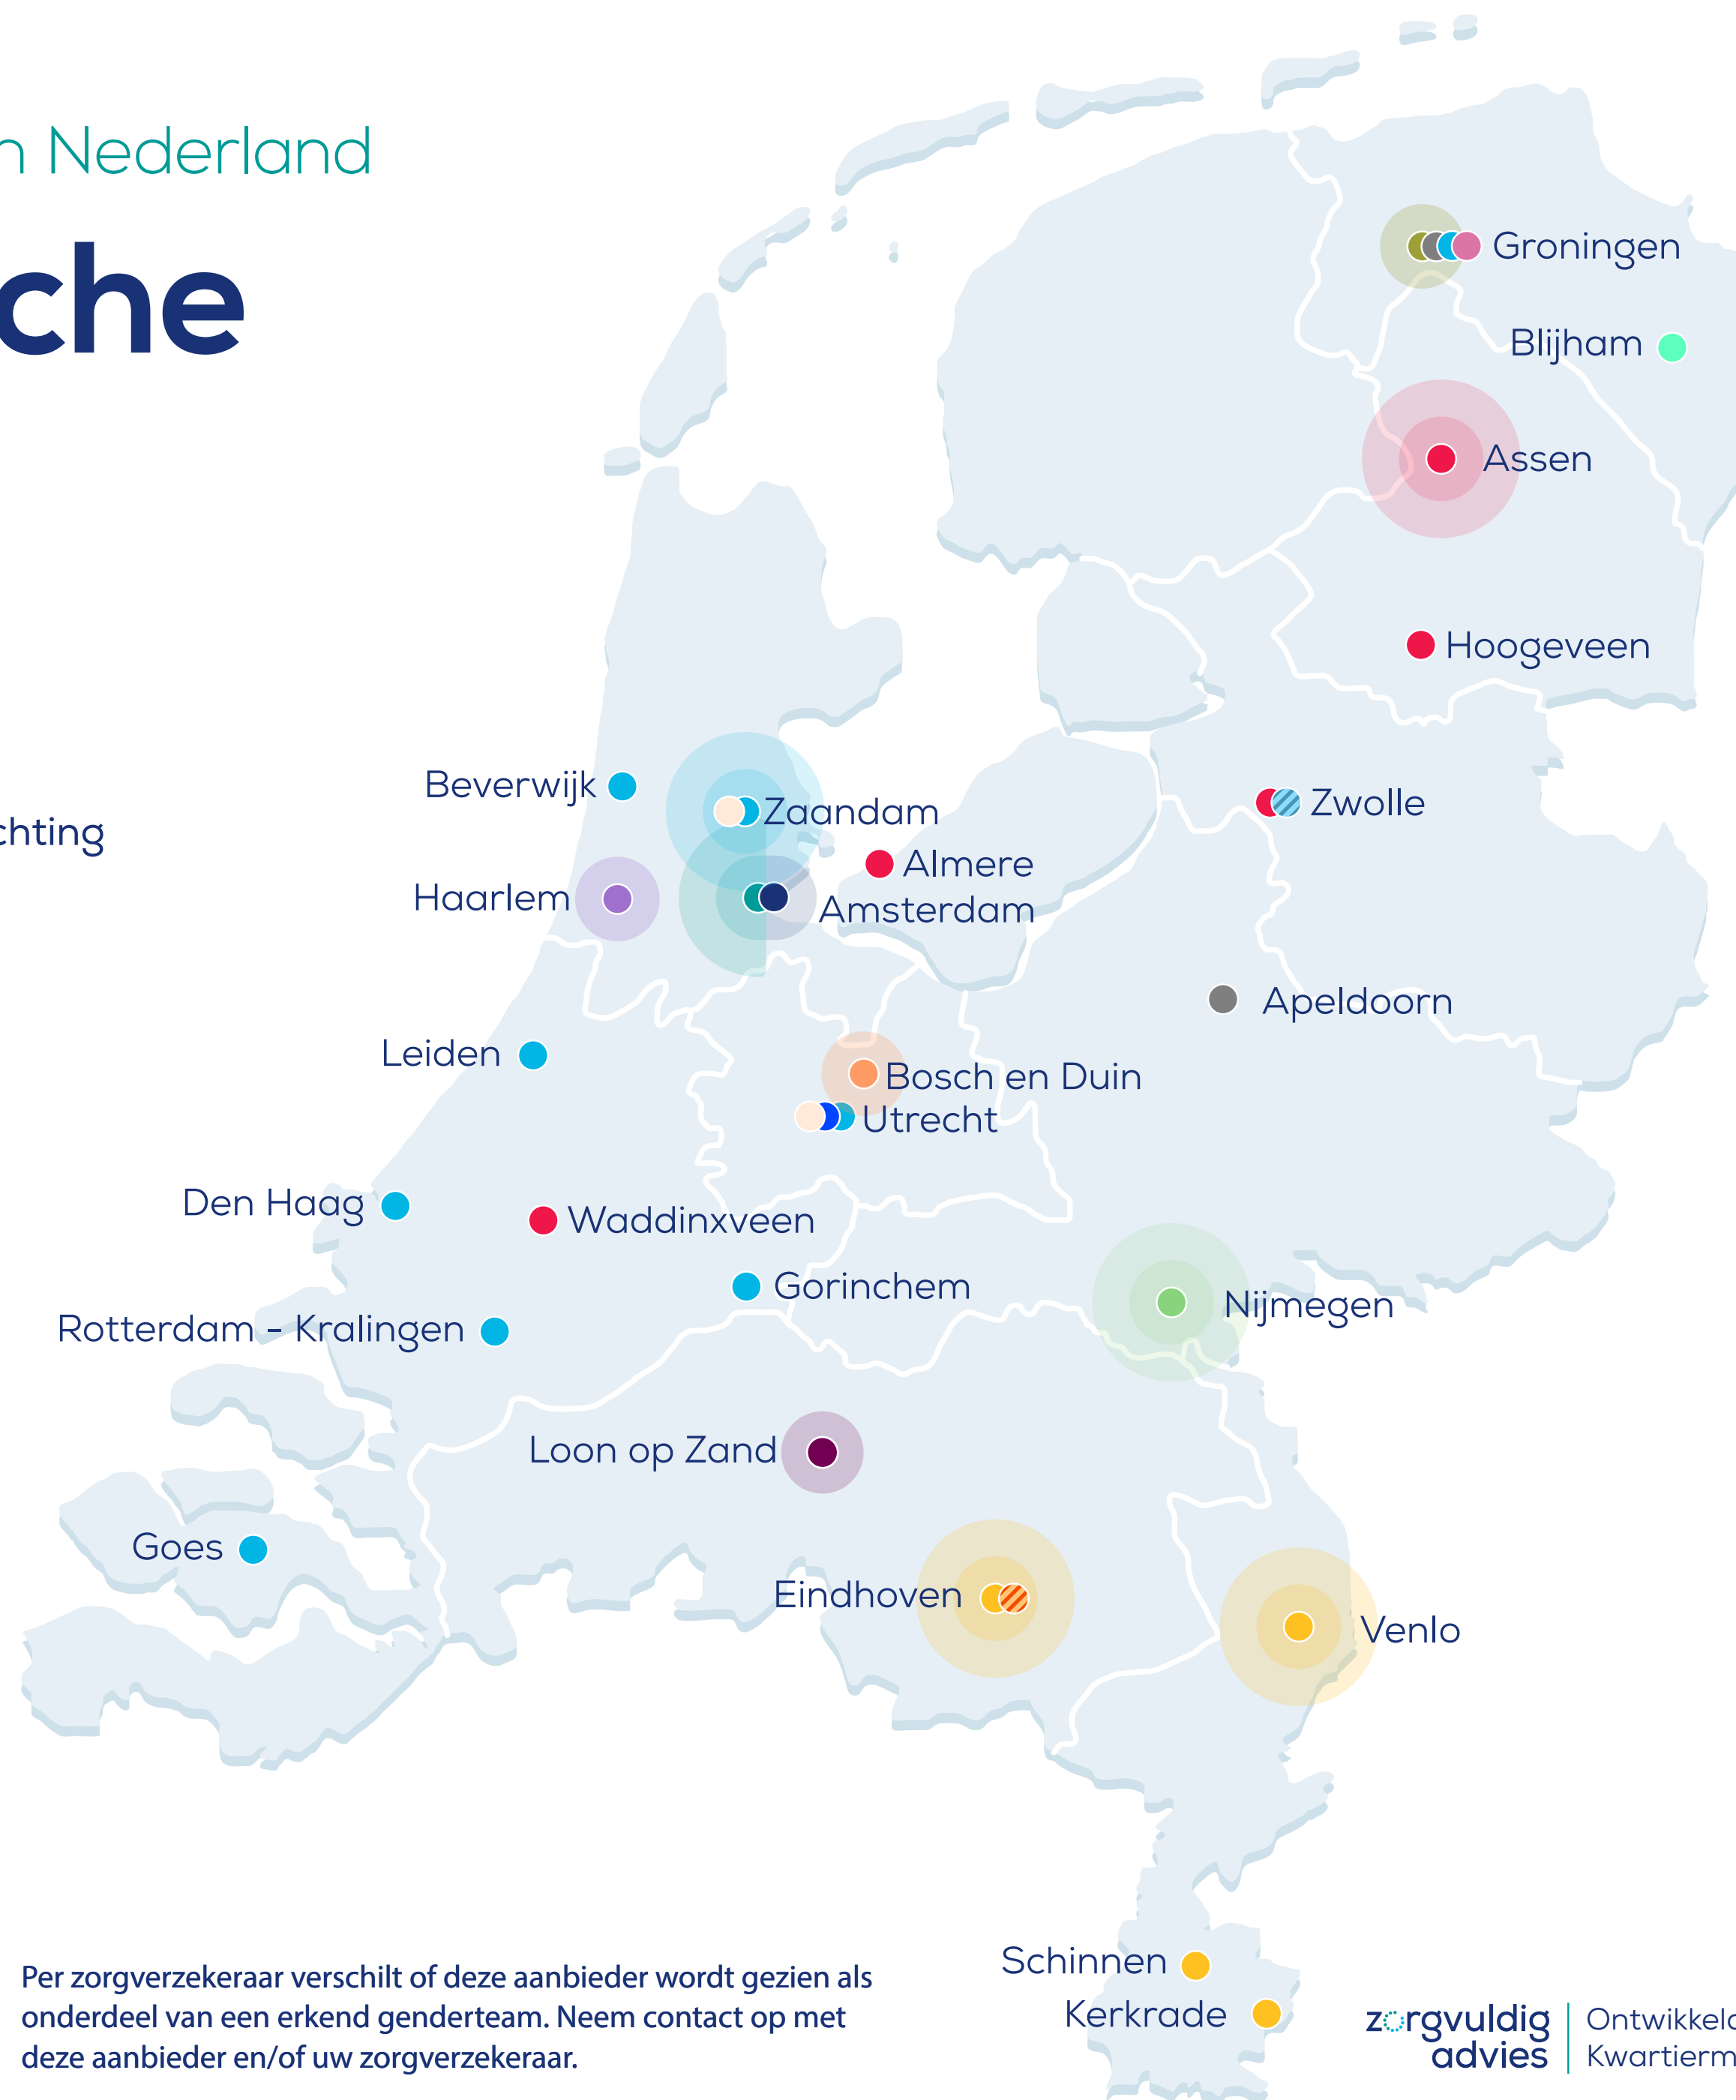 n Nederland
che
Groningen
Blijham
Assen
Hoogeveen
Beverwijk
Zaandam
Zwolle
chting
Almere
Haarlem
Amsterdam
Apeldoorn
Leiden
Bosch en Duin
Utrecht
Den Haag
Waddinxveen
Gorinchem
Nijmegen
Rotterdam - Kralingen
Loon op Zand
Goes
Eindhoven
Venlo
Schinnen
Kerkrade
Per zorgverzekeraar verschilt of deze aanbieder wordt gezien als
onderdeel van een erkend genderteam. Neem contact op met
deze aanbieder en/of uw zorgverzekeraar.
zorgvuldig
advies
Ontwikkeld
Kwartierm